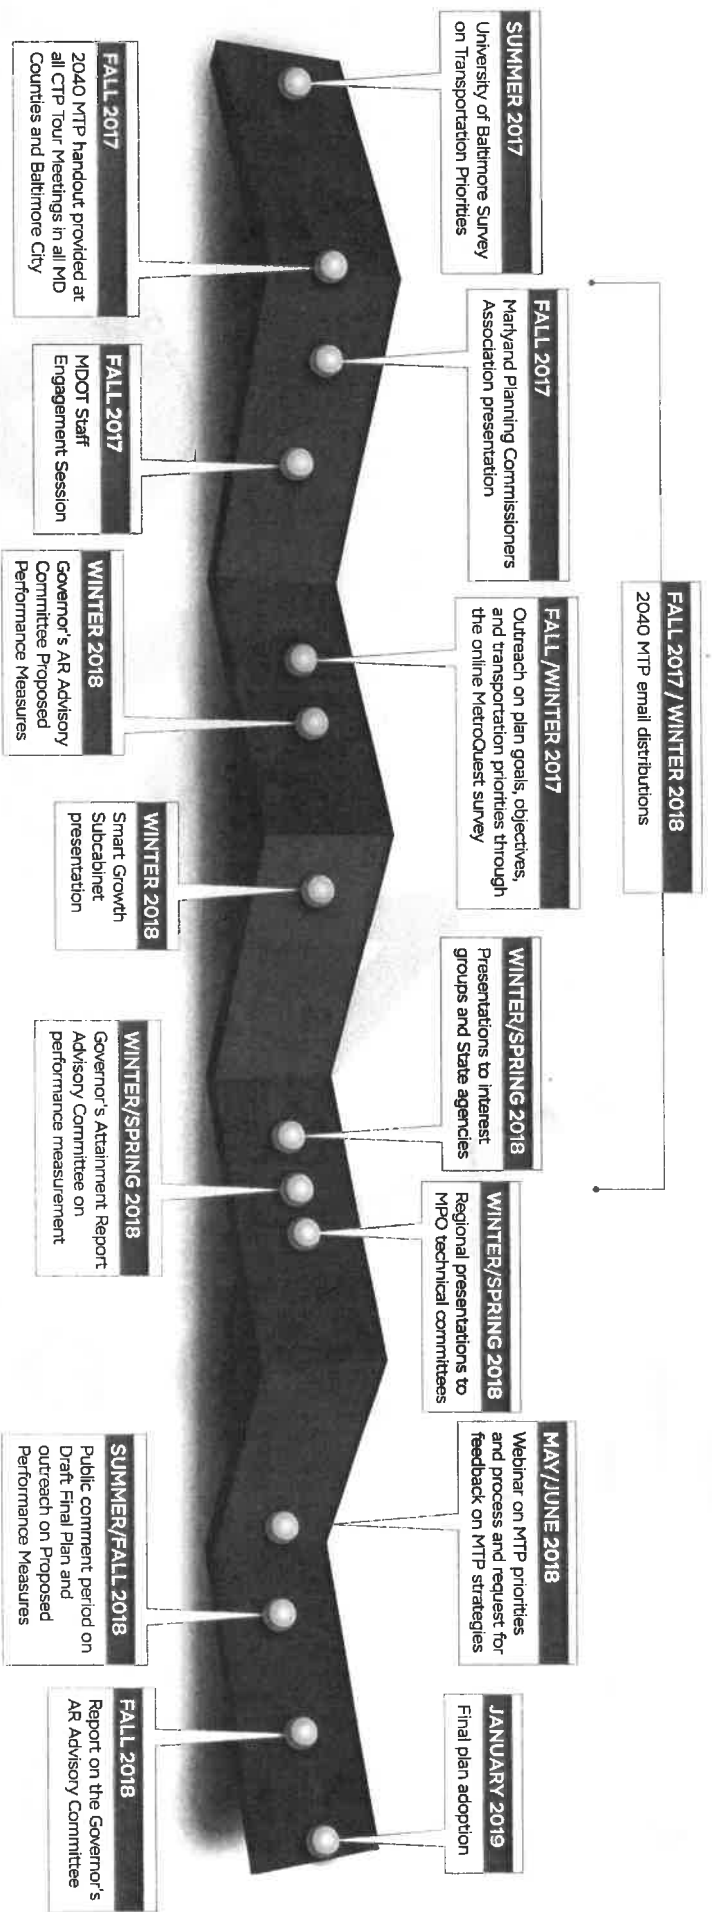 FALL 2017 / WINTER 2018
2040 MTP email distributions
SUMMER 2017
University of Baltimore Survey
on Transportation Priorities
FALL 2017
Marlyand Planning Commissioners
Association presentation
FALL/WINTER 2017
Outreach on plan goals, objectives,
and transportation priorities through
the online MetroQuest survey
WINTER/SPRING 2018
Presentations to interest
groups and State agencies
WINTER/SPRING 2018
Regional presentations to
MPO technical committees
MAY/JUNE 2018
Webinar on MTP priorities
and process and request for
feedback on MTP strategies
JANUARY 2019
Final plan adoption
FALL 2017
2040 MTP handout provided at
all CTP Tour Meetings in all MD
Counties and Baltimore City
FALL 2017
MDOT Staff
Engagement Session
WINTER 2018
Governor's AR Advisory
Committee Proposed
Performance Measures
WINTER 2018
Smart Growth
Subcabinet
presentation
WINTER/SPRING 2018
Governor's Attainment Report
Advisory Committee on
performance measurement
SUMMER/FALL 2018
Public comment period on
Draft Final Plan and
outreach on Proposed
Performance Measures
FALL 2018
Report on the Governor's
AR Advisory Committee